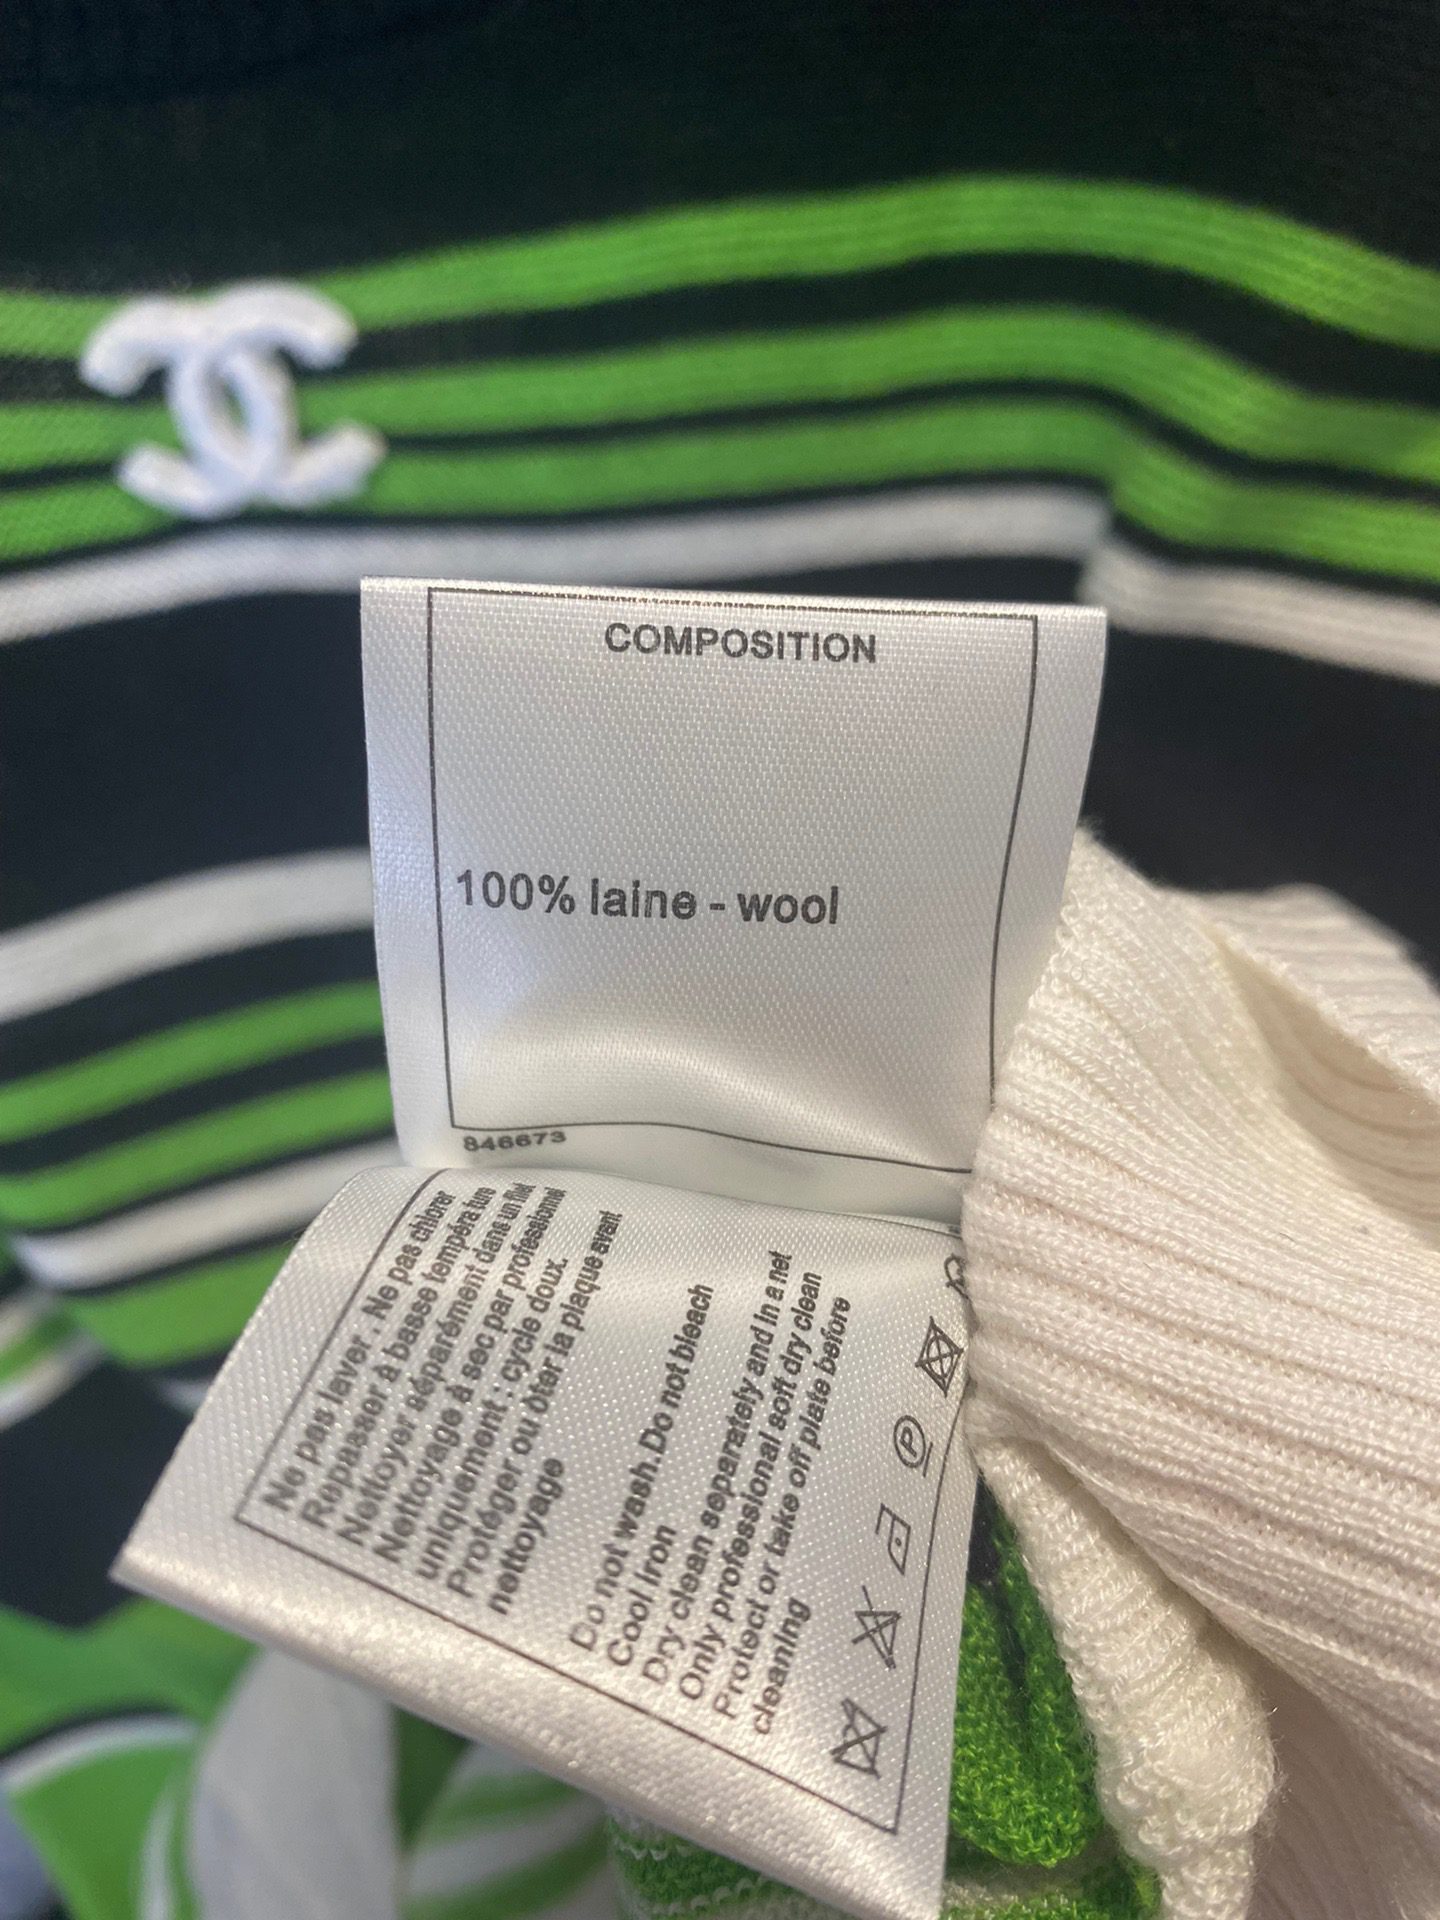 COMPOSITION
100% laine - wool
846673
Ne pas laver. Ne pas chlorer
Repasser à basse température
Nettoyer séparément dans un filet
Nettoyage à sec par professionnel
uniquement : cycle doux.
Protéger ou ôter la plaque avant
nettoyage
Do not wash.Do not bleach
Cool Iron
Dry clean separately and in a net
Only professional soft dry clean
Protect or take off plate before
cleaning
P